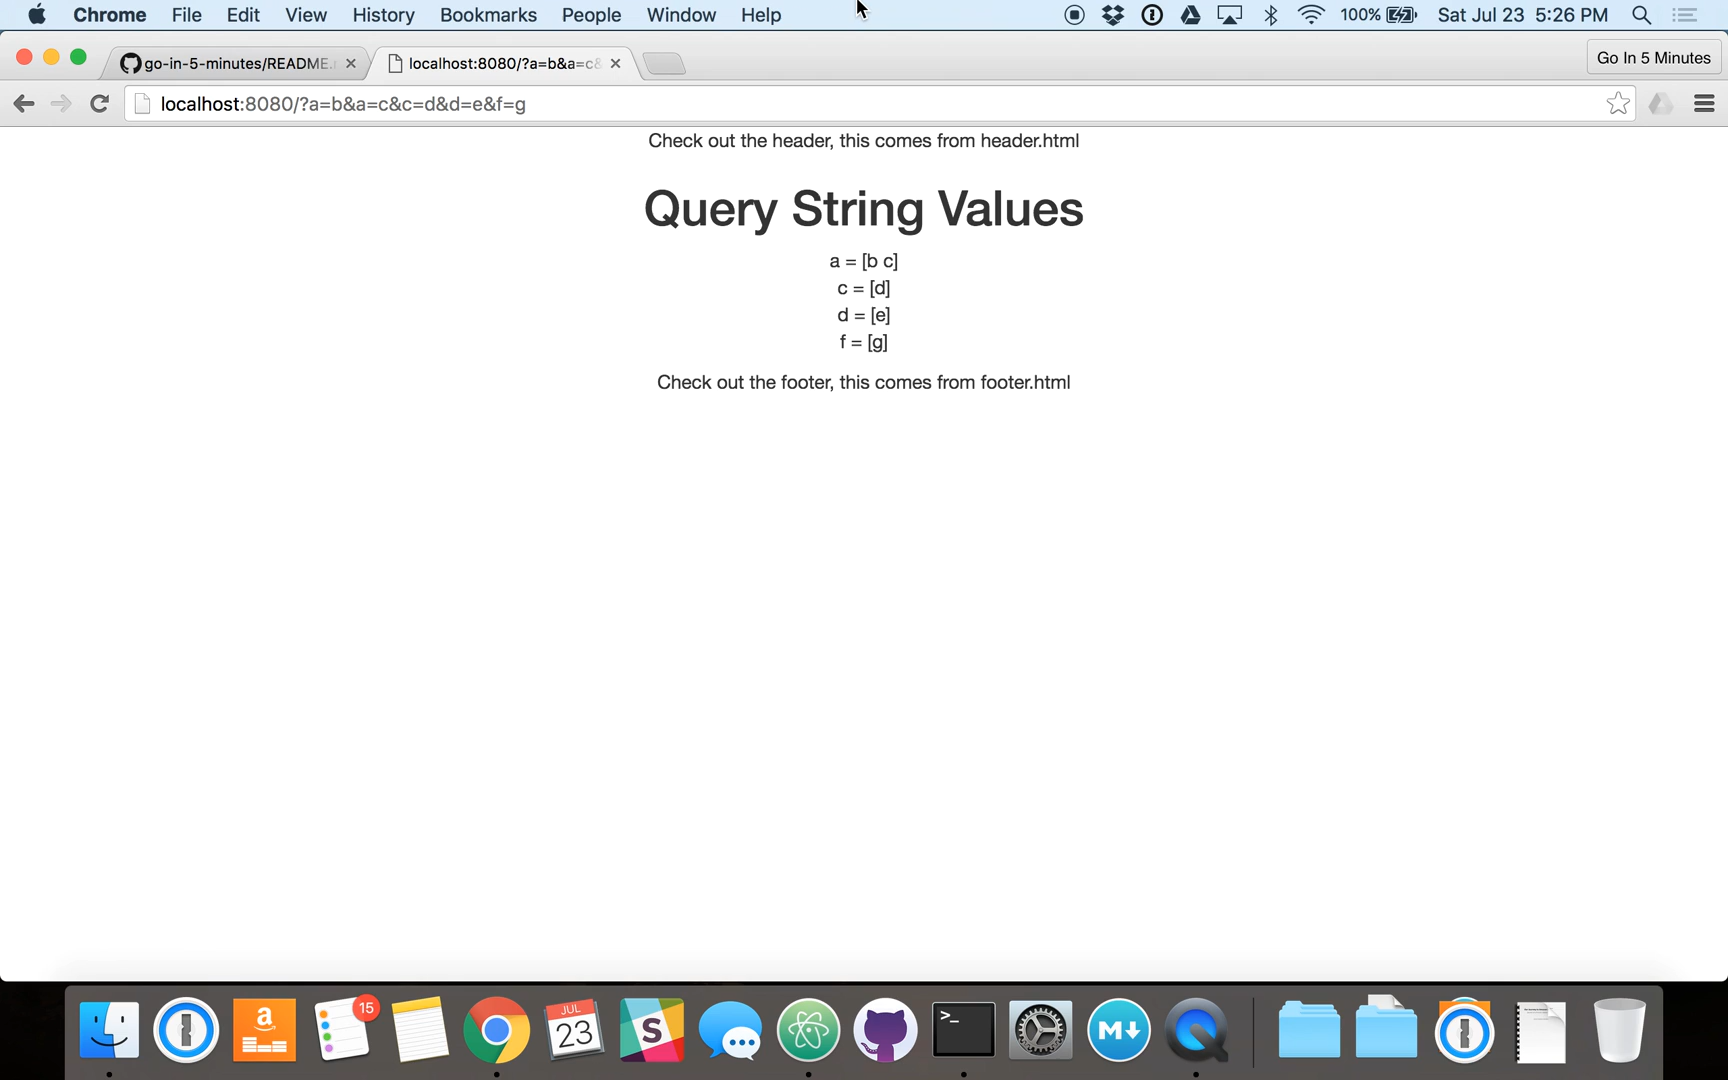 Chrome File Edit View History Bookmarks People Window Help 100% Sat Jul 23 5:26 PM
go-in-5-minutes/README. localhost:8080/?a=b&a=c& Go In 5 Minutes
localhost:8080/?a=b&a=c&c=d&d=e&f=g
Check out the header, this comes from header.html
Query String Values
a = [b c]
c = [d]
d = [e]
f = [g]
Check out the footer, this comes from footer.html
a 15 JUL 23 S >_ M